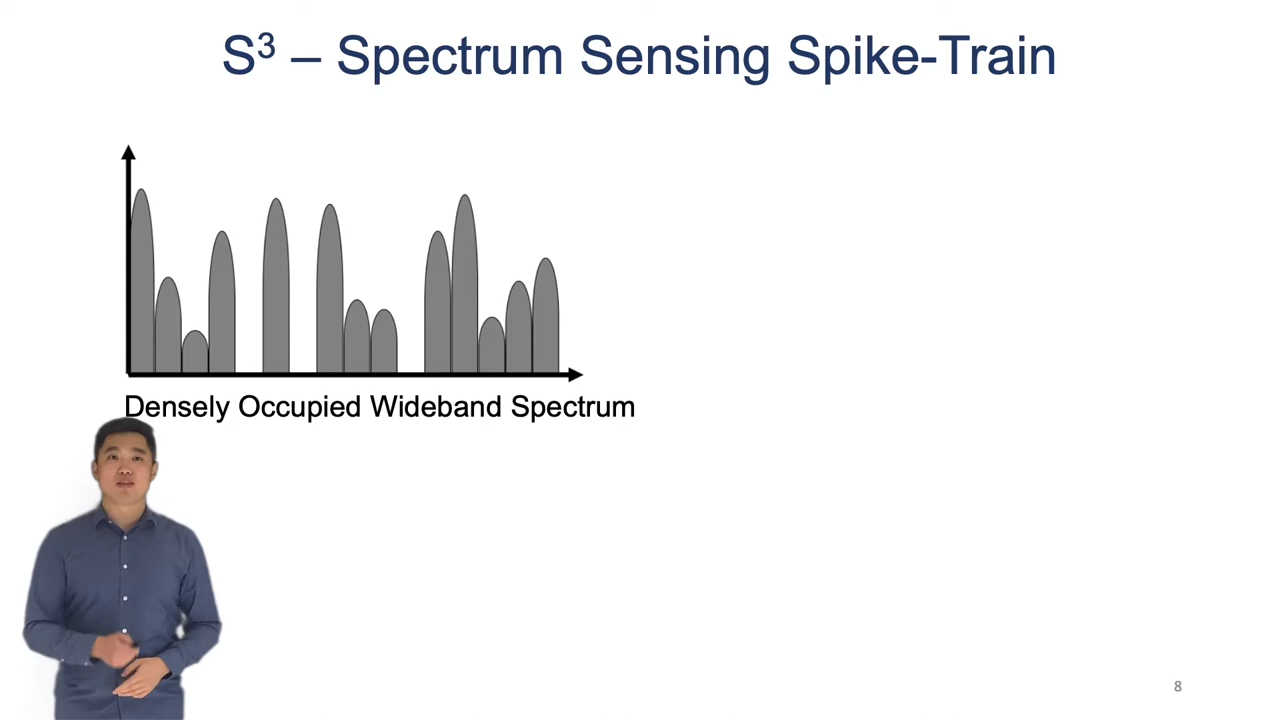 S³ – Spectrum Sensing Spike-Train
Densely Occupied Wideband Spectrum
8